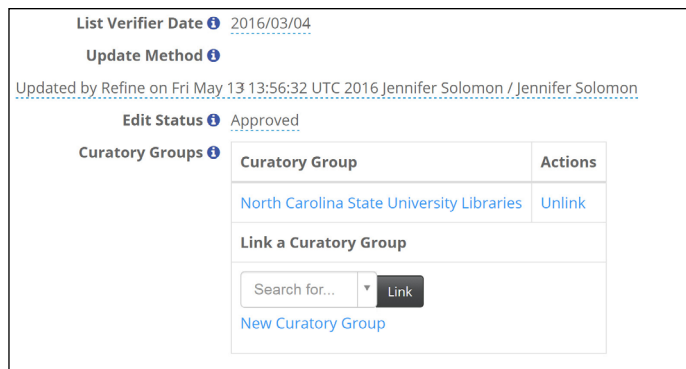 List Verifier Date 2016/03/04
Update Method
Updated by Refine on Fri May 13 13:56:32 UTC 2016 Jennifer Solomon / Jennifer Solomon
Edit Status Approved
Curatory Groups
Curatory Group Actions
North Carolina State University Libraries Unlink
Link a Curatory Group
Search for... Link
New Curatory Group